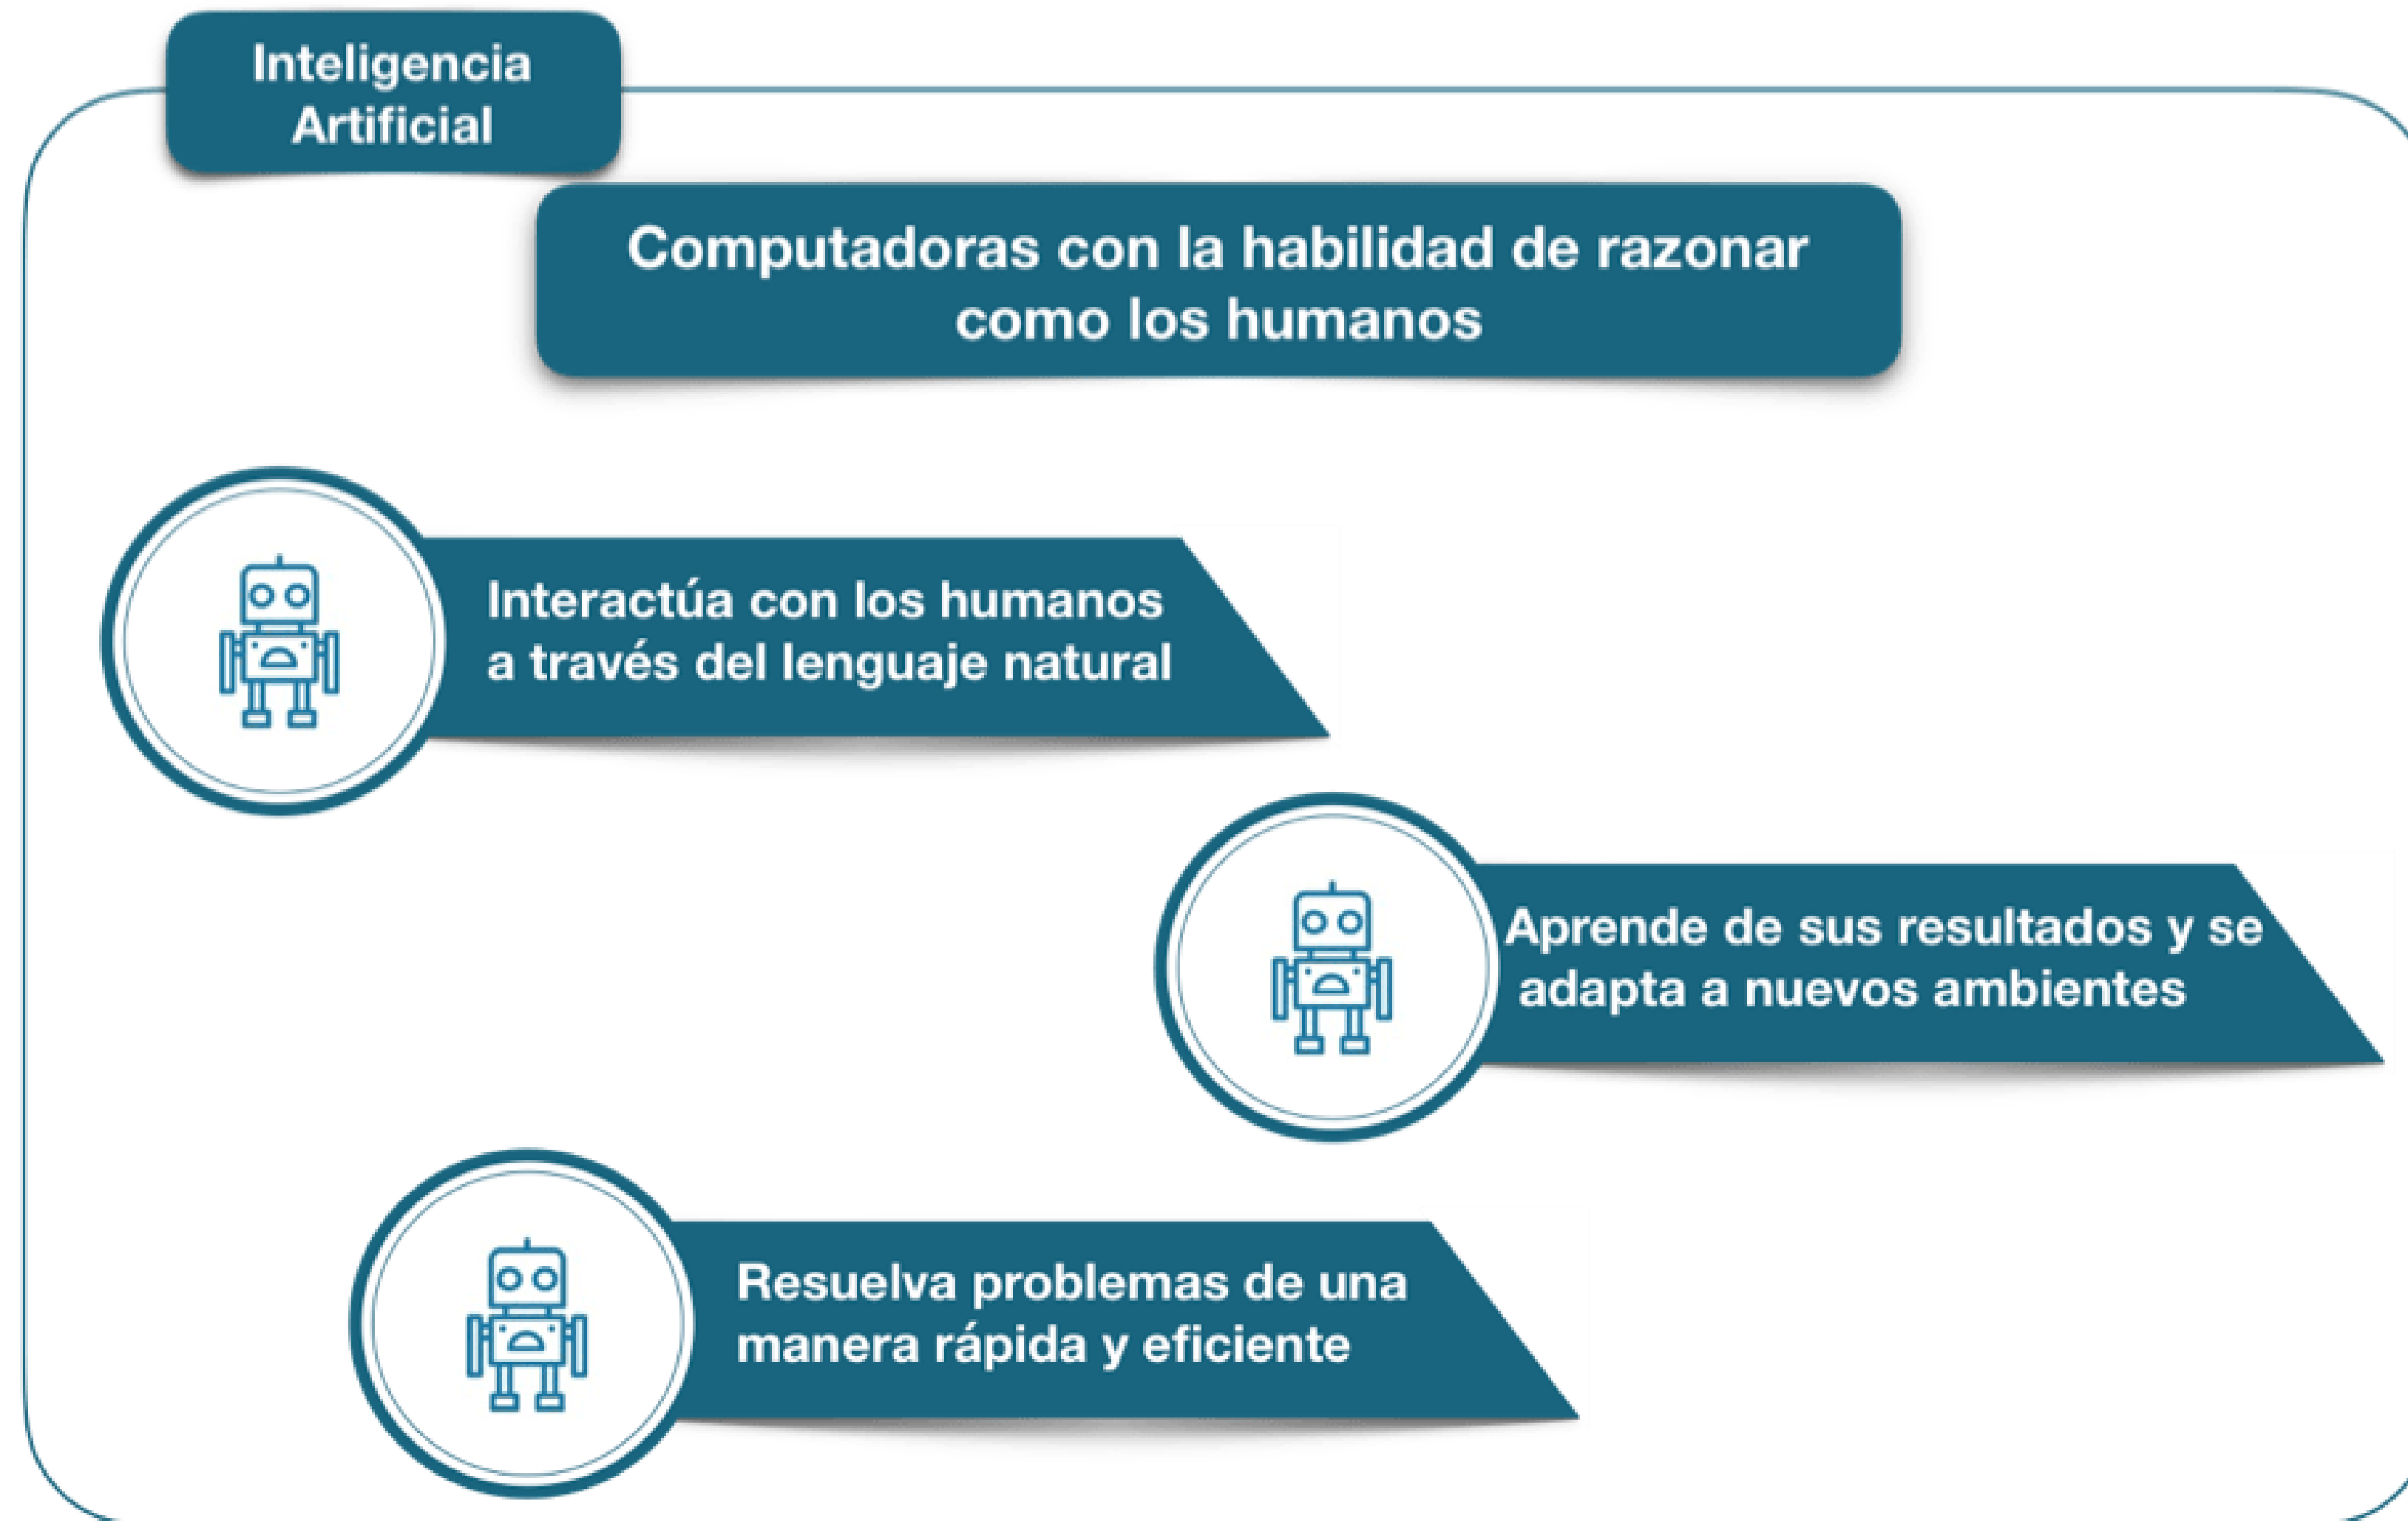 Inteligencia
Artificial
Computadoras con la habilidad de razonar
como los humanos
Interactúa con los humanos
a través del lenguaje natural
Aprende de sus resultados y se
adapta a nuevos ambientes
Resuelva problemas de una
manera rápida y eficiente